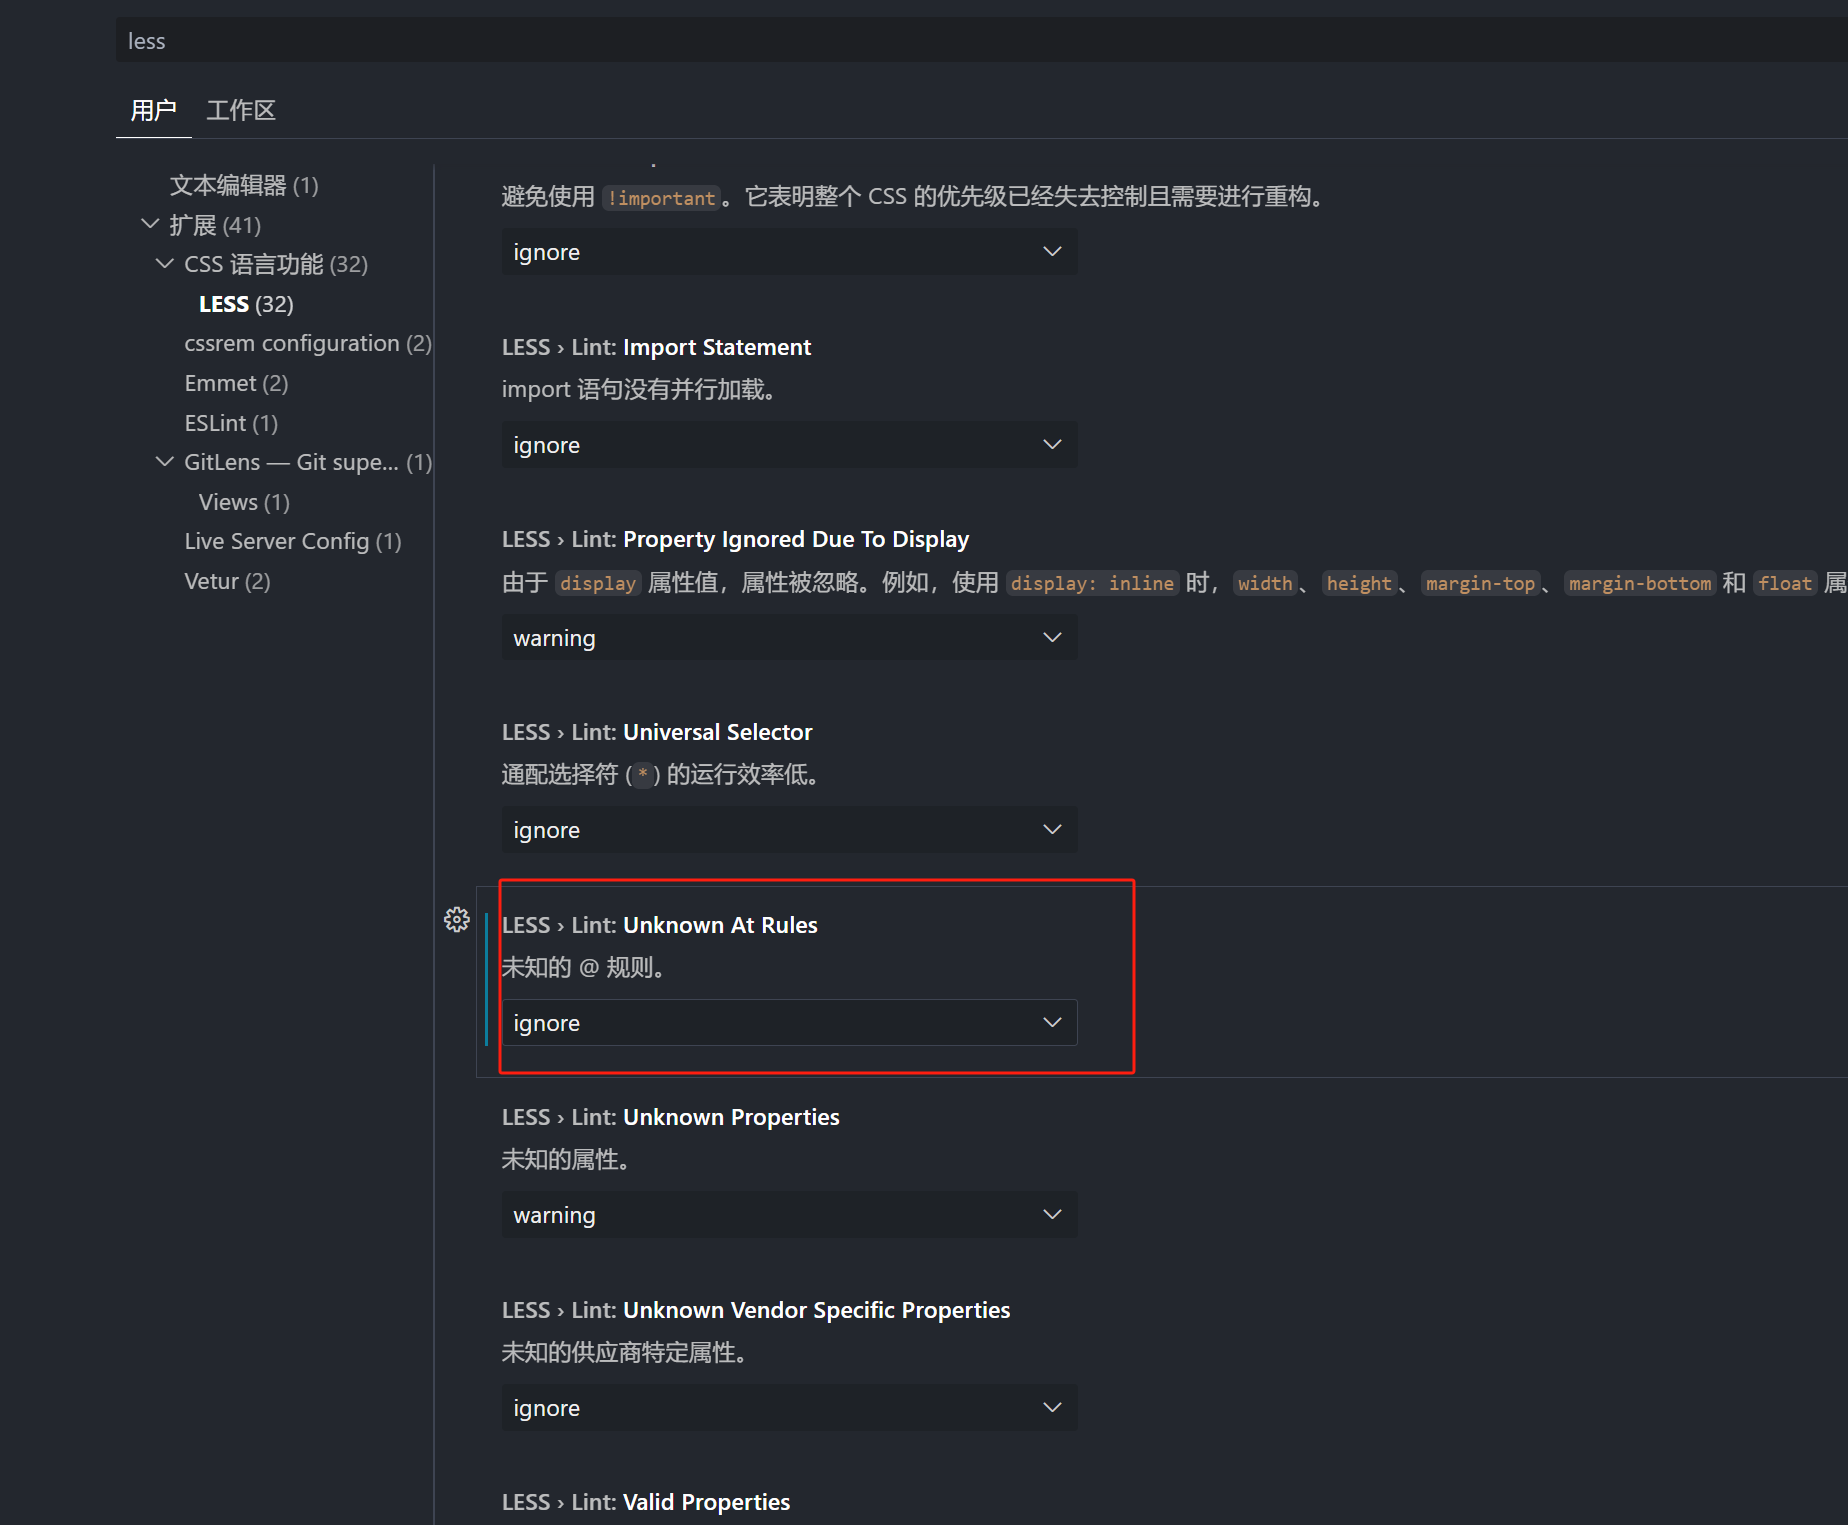 less
用户 工作区
文本编辑器 (1)
扩展 (41)
CSS 语言功能 (32)
LESS (32)
cssrem configuration (2)
Emmet (2)
ESLint (1)
GitLens — Git supe... (1)
Views (1)
Live Server Config (1)
Vetur (2)
避免使用 !important。它表明整个 CSS 的优先级已经失去控制且需要进行重构。
ignore
LESS › Lint: Import Statement
import 语句没有并行加载。
ignore
LESS › Lint: Property Ignored Due To Display
由于 display 属性值，属性被忽略。例如，使用 display: inline 时，width、height、margin-top、margin-bottom 和 float 属
warning
LESS › Lint: Universal Selector
通配选择符 (*) 的运行效率低。
ignore
LESS › Lint: Unknown At Rules
未知的 @ 规则。
ignore
LESS › Lint: Unknown Properties
未知的属性。
warning
LESS › Lint: Unknown Vendor Specific Properties
未知的供应商特定属性。
ignore
LESS › Lint: Valid Properties